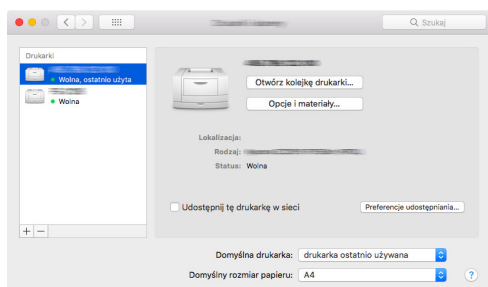 Szukaj
Drukarki
Wolna, ostatnio użyta
Wolna
Otwórz kolejkę drukarki...
Opcje i materiały...
Lokalizacja:
Rodzaj:
Status: Wolna
Udostępnij tę drukarkę w sieci
Preferencje udostępniania...
+ −
Domyślna drukarka: drukarka ostatnio używana
Domyślny rozmiar papieru: A4
?